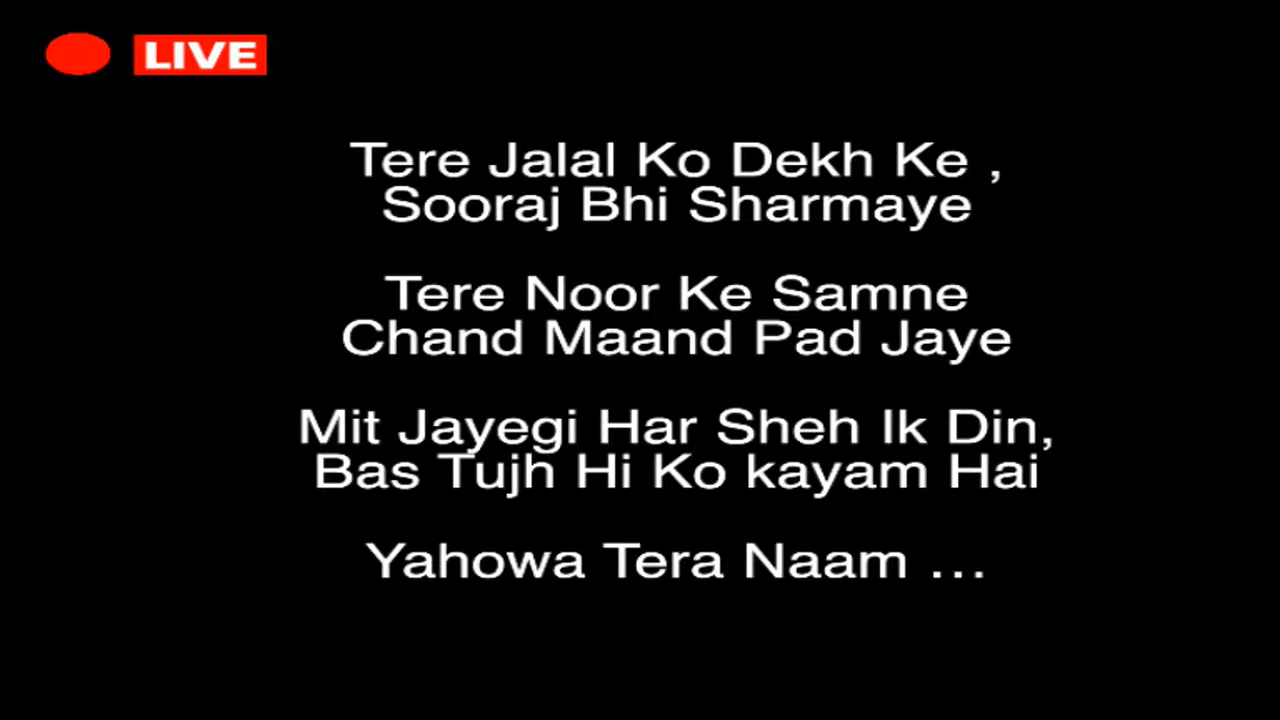 LIVE
Tere Jalal Ko Dekh Ke ,
Sooraj Bhi Sharmaye
Tere Noor Ke Samne
Chand Maand Pad Jaye
Mit Jayegi Har Sheh Ik Din,
Bas Tujh Hi Ko kayam Hai
Yahowa Tera Naam ...